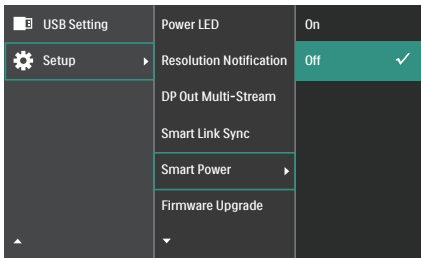 USB Setting
Setup
Power LED
Resolution Notification
DP Out Multi-Stream
Smart Link Sync
Smart Power
Firmware Upgrade
On
Off